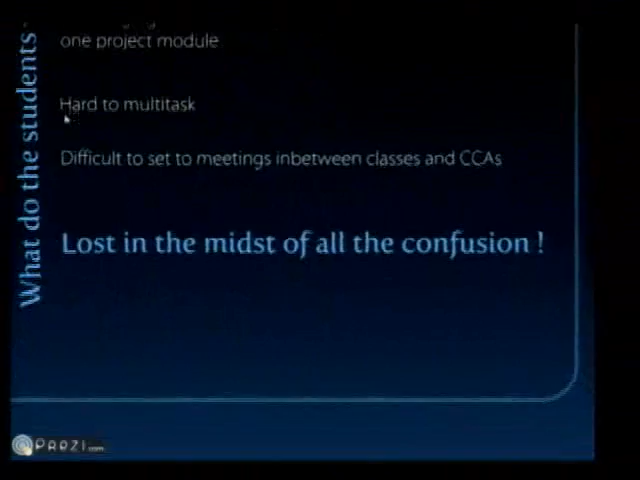 one project module
Hard to multitask
Difficult to set to meetings inbetween classes and CCAs
Lost in the midst of all the confusion !
What do the students
PREZI.com